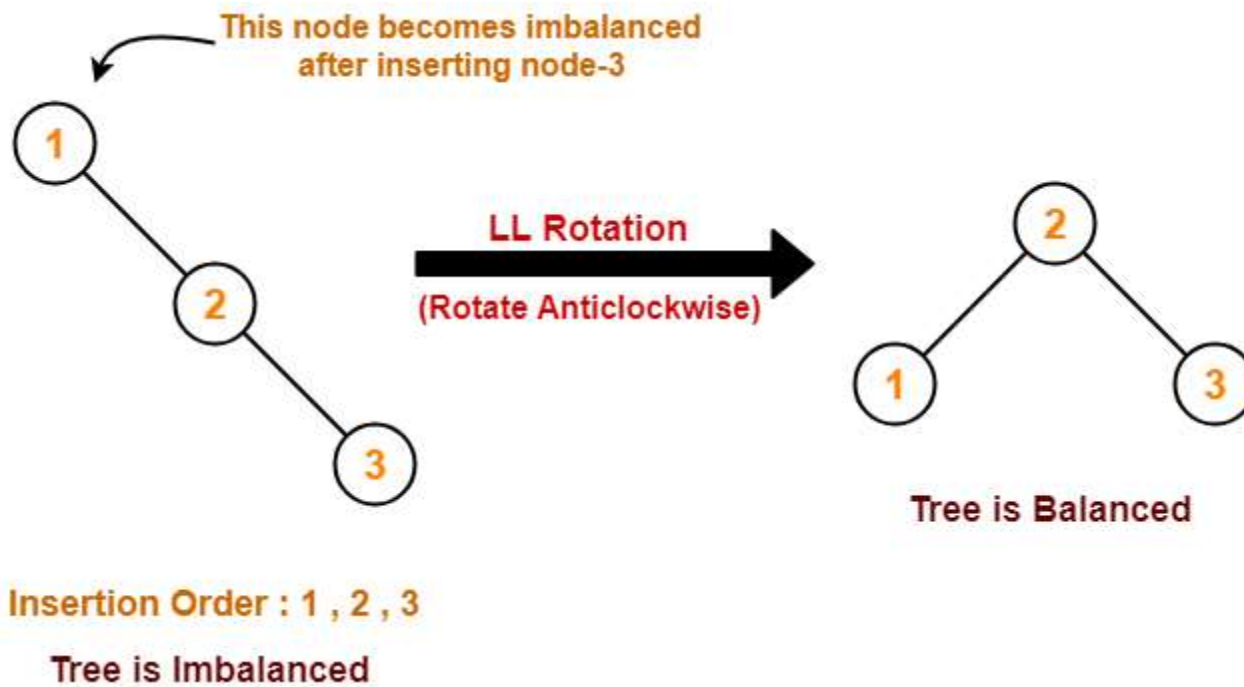 This node becomes imbalanced
after inserting node-3
1
2
3
LL Rotation
(Rotate Anticlockwise)
2
1
3
Tree is Balanced
Insertion Order : 1 , 2 , 3
Tree is Imbalanced